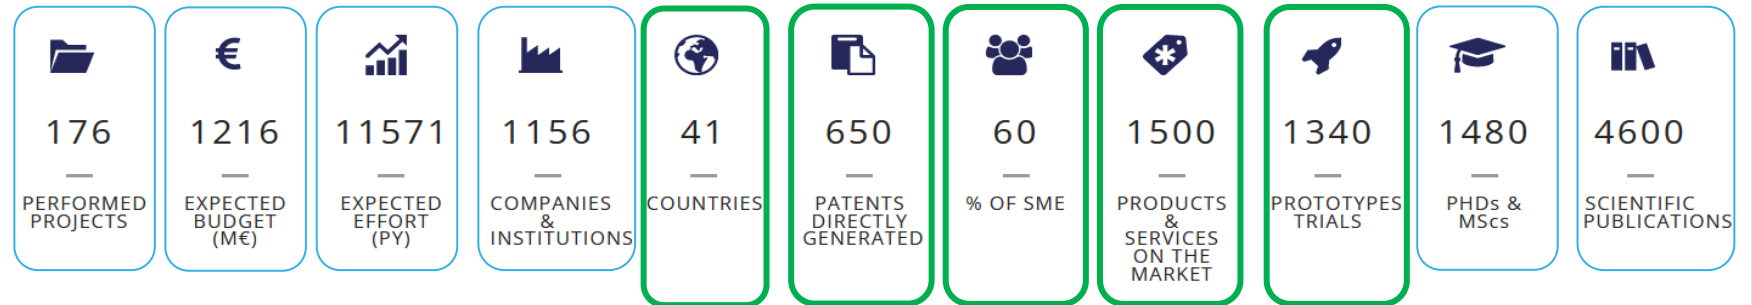 176
PERFORMED
PROJECTS
€
1216
EXPECTED
BUDGET
(M€)
11571
EXPECTED
EFFORT
(PY)
1156
COMPANIES
&
INSTITUTIONS
41
COUNTRIES
650
PATENTS
DIRECTLY
GENERATED
60
% OF SME
1500
PRODUCTS
&
SERVICES
ON THE
MARKET
1340
PROTOTYPES
TRIALS
1480
PHDs &
MScs
4600
SCIENTIFIC
PUBLICATIONS